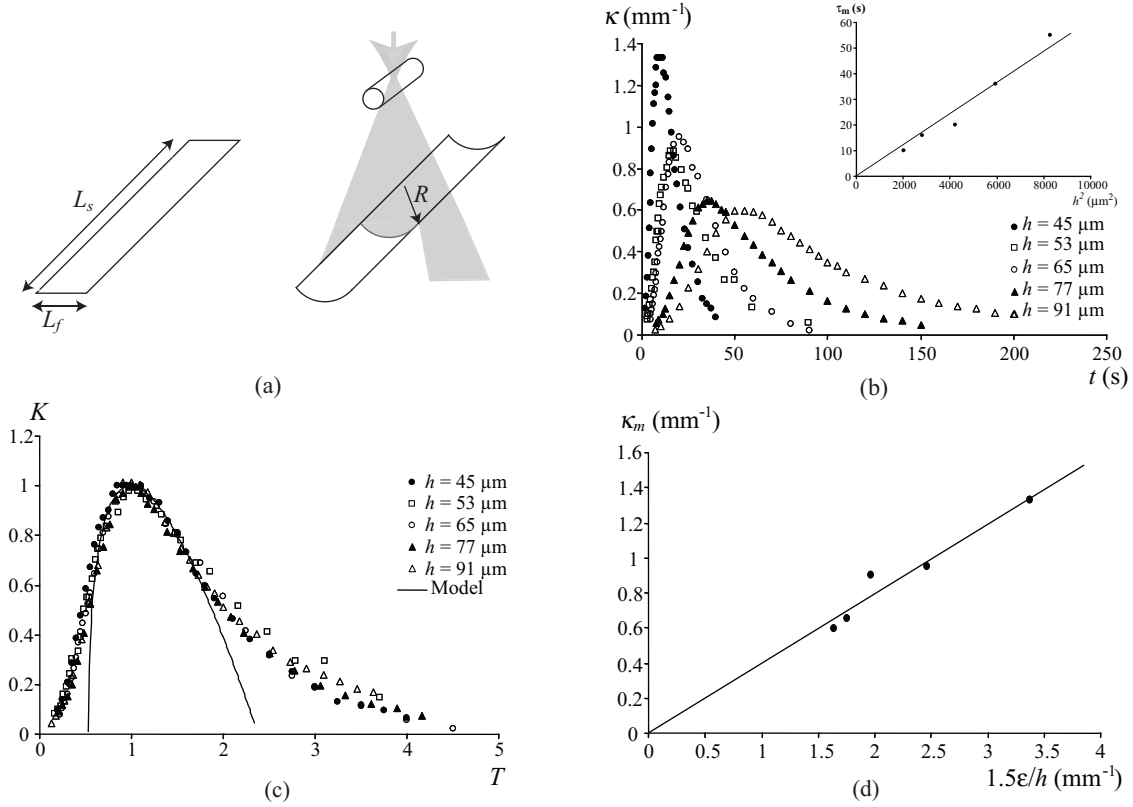 L_s
L_f
R
(a)
κ (mm⁻¹)
1.4
1.2
1
0.8
0.6
0.4
0.2
0
0
50
100
150
200
250
t (s)
τ_m (s)
60
50
40
30
20
10
0
0
2000
4000
6000
8000
10000
h² (μm²)
h = 45 μm
h = 53 μm
h = 65 μm
h = 77 μm
h = 91 μm
(b)
K
1.2
1
0.8
0.6
0.4
0.2
0
0
1
2
3
4
5
T
h = 45 μm
h = 53 μm
h = 65 μm
h = 77 μm
h = 91 μm
Model
(c)
κ_m (mm⁻¹)
1.6
1.4
1.2
1
0.8
0.6
0.4
0.2
0
0
0.5
1
1.5
2
2.5
3
3.5
4
1.5ε/h (mm⁻¹)
(d)